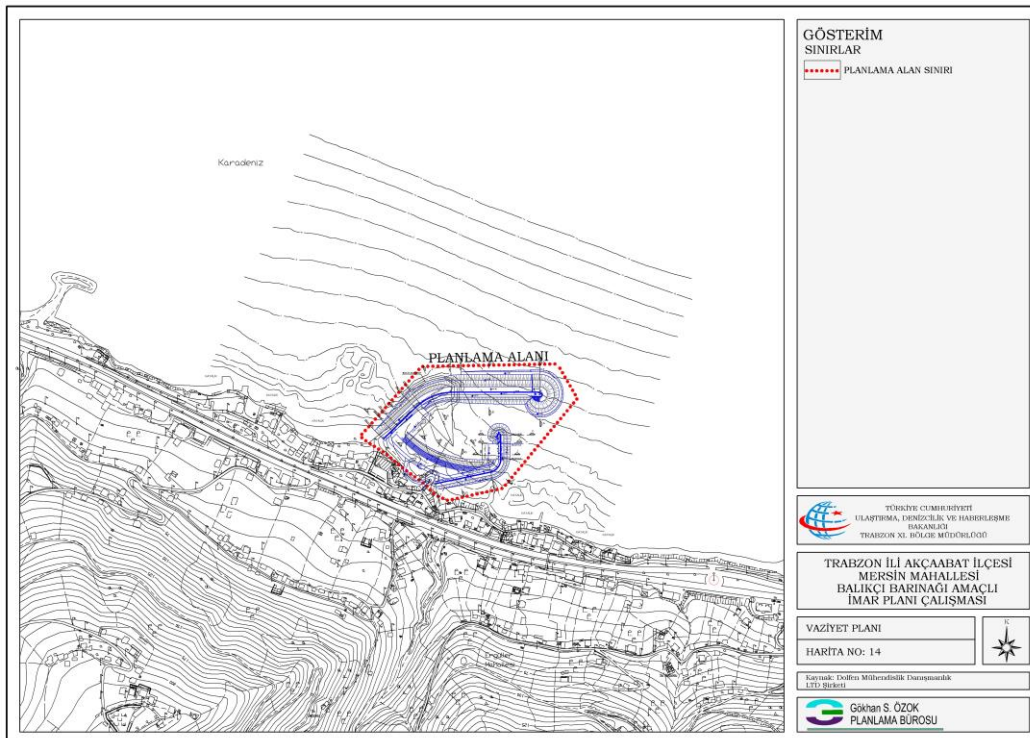 Karadeniz
PLANLAMA ALANI
GÖSTERİM
SINIRLAR
PLANLAMA ALAN SINIRI
TÜRKİYE CUMHURİYETİ
ULAŞTIRMA, DENİZCİLİK VE HABERLEŞME
BAKANLIĞI
TRABZON XI. BÖLGE MÜDÜRLÜĞÜ
TRABZON İLİ AKÇAABAT İLÇESİ
MERSİN MAHALLESİ
BALIKÇI BARINAĞI AMAÇLI
İMAR PLANI ÇALIŞMASI
VAZİYET PLANI
HARİTA NO: 14
K
Kaynak: Dolfen Mühendislik Danışmanlık
LTD Şirketi
Gökhan S. ÖZOK
PLANLAMA BÜROSU